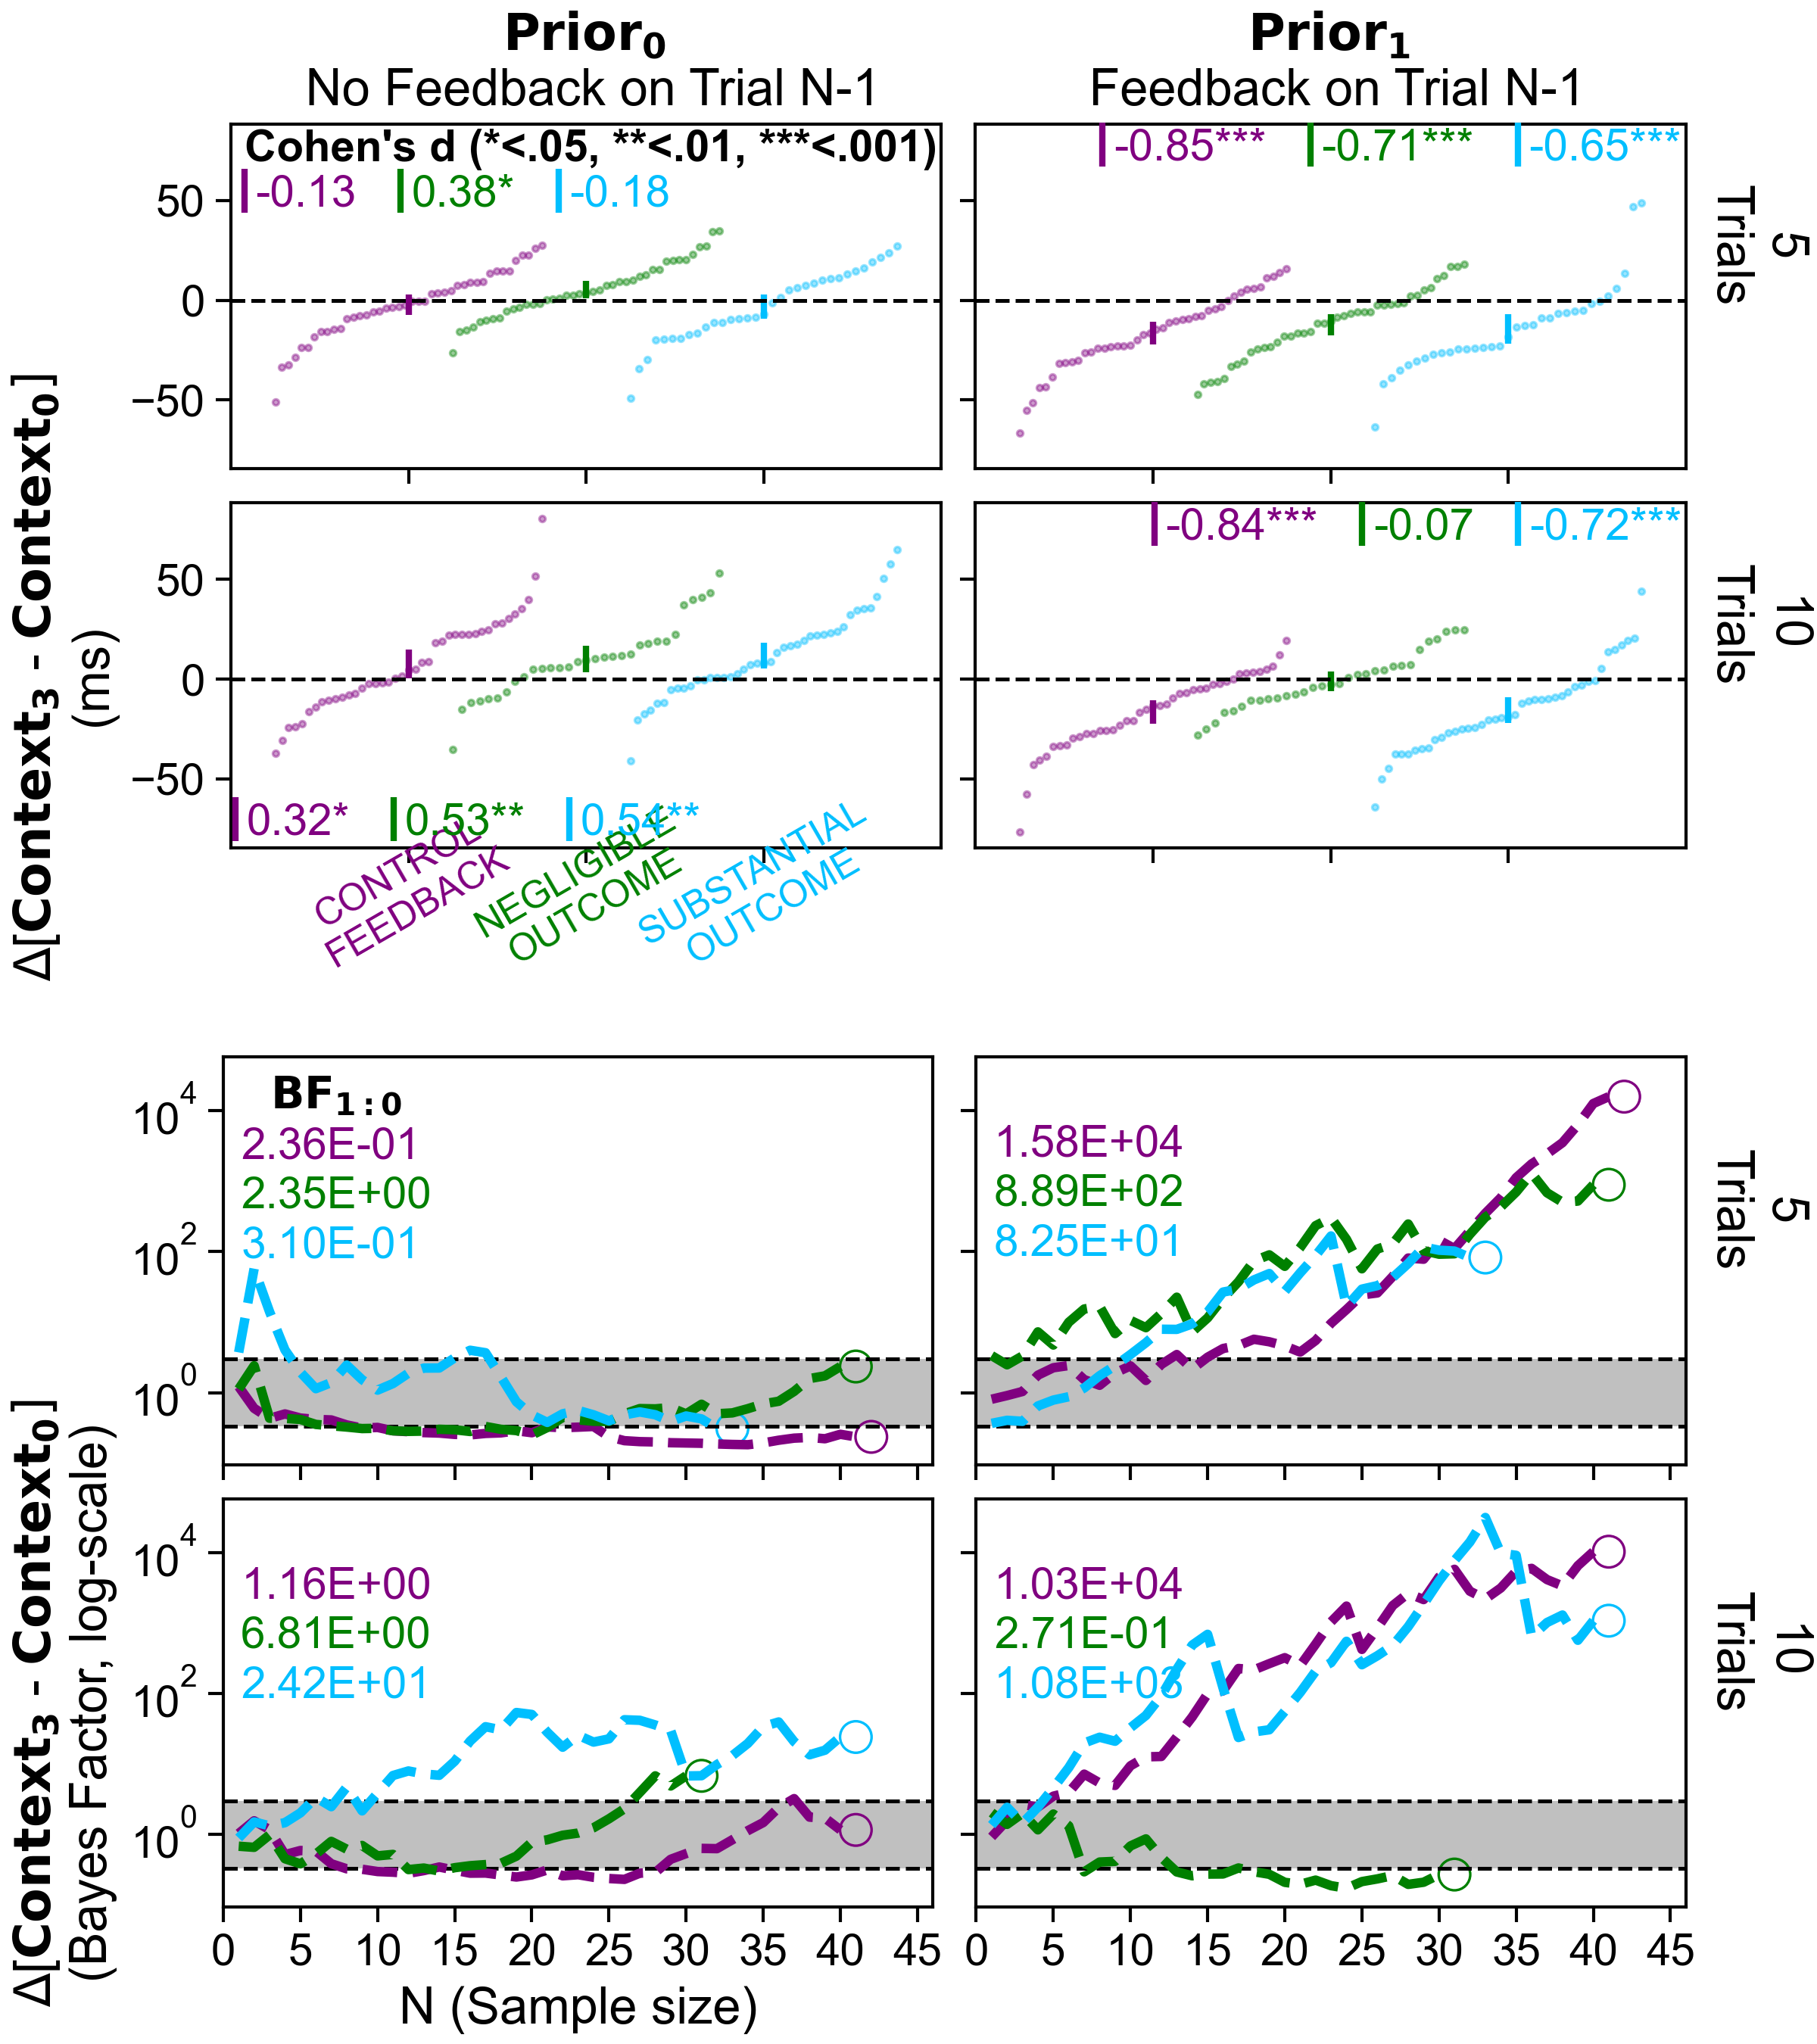 Prior₀
No Feedback on Trial N-1
Prior₁
Feedback on Trial N-1
Cohen's d (*<.05, **<.01, ***<.001)
-0.13 0.38* -0.18
-0.85*** -0.71*** -0.65***
50
0
−50
5
Trials
-0.84*** -0.07 -0.72***
50
0
−50
10
Trials
0.32* 0.53** 0.54**
Δ[Context₃ - Context₀]
(ms)
CONTROL
FEEDBACK
NEGLIGIBLE
OUTCOME
SUBSTANTIAL
OUTCOME
BF₁:₀
2.36E-01
2.35E+00
3.10E-01
1.58E+04
8.89E+02
8.25E+01
10⁴
10²
10⁰
5
Trials
1.16E+00
6.81E+00
2.42E+01
1.03E+04
2.71E-01
1.08E+03
10⁴
10²
10⁰
10
Trials
Δ[Context₃ - Context₀]
(Bayes Factor, log-scale)
0 5 10 15 20 25 30 35 40 45
0 5 10 15 20 25 30 35 40 45
N (Sample size)